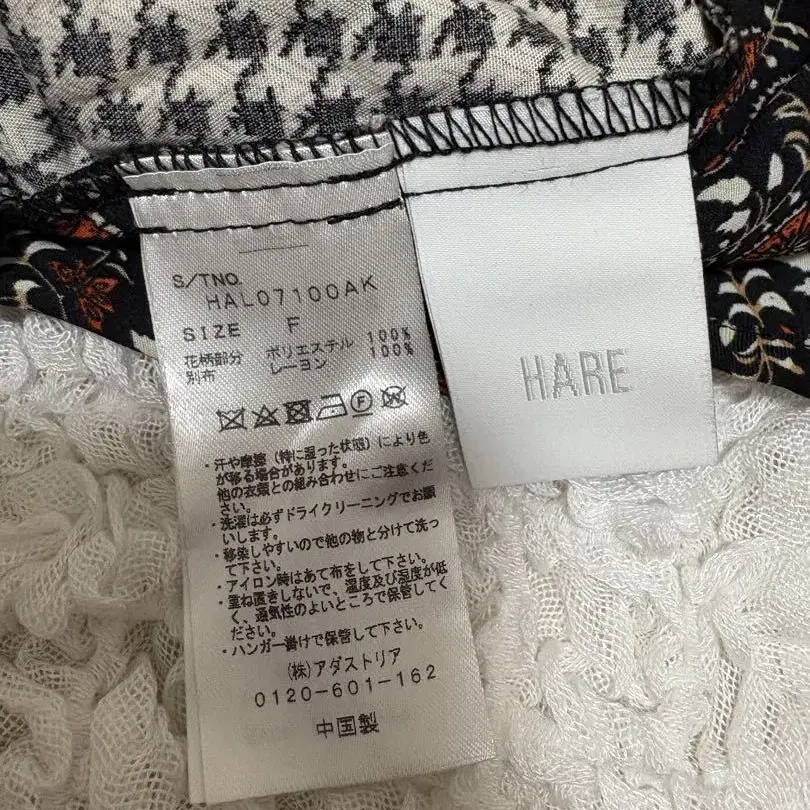 S/TNO.
HAL07100AK
SIZE F
花柄部分 ポリエステル 100%
別布 レーヨン 100%
・汗や摩擦(特に湿った状態)により色
が移る場合があります。
他の衣類との組み合わせにご注意くだ
さい。
・洗濯は必ずドライクリーニングでお願
いします。
・移染しやすいので他の物と分けて洗っ
て下さい。
・アイロン時はあて布をして下さい。
・重ね置きしないで、温度及び湿度が低
く、通気性のよいところで保管してく
ださい。
・ハンガー掛けで保管して下さい。
(株)アダストリア
0120-601-162
中国製
HARE